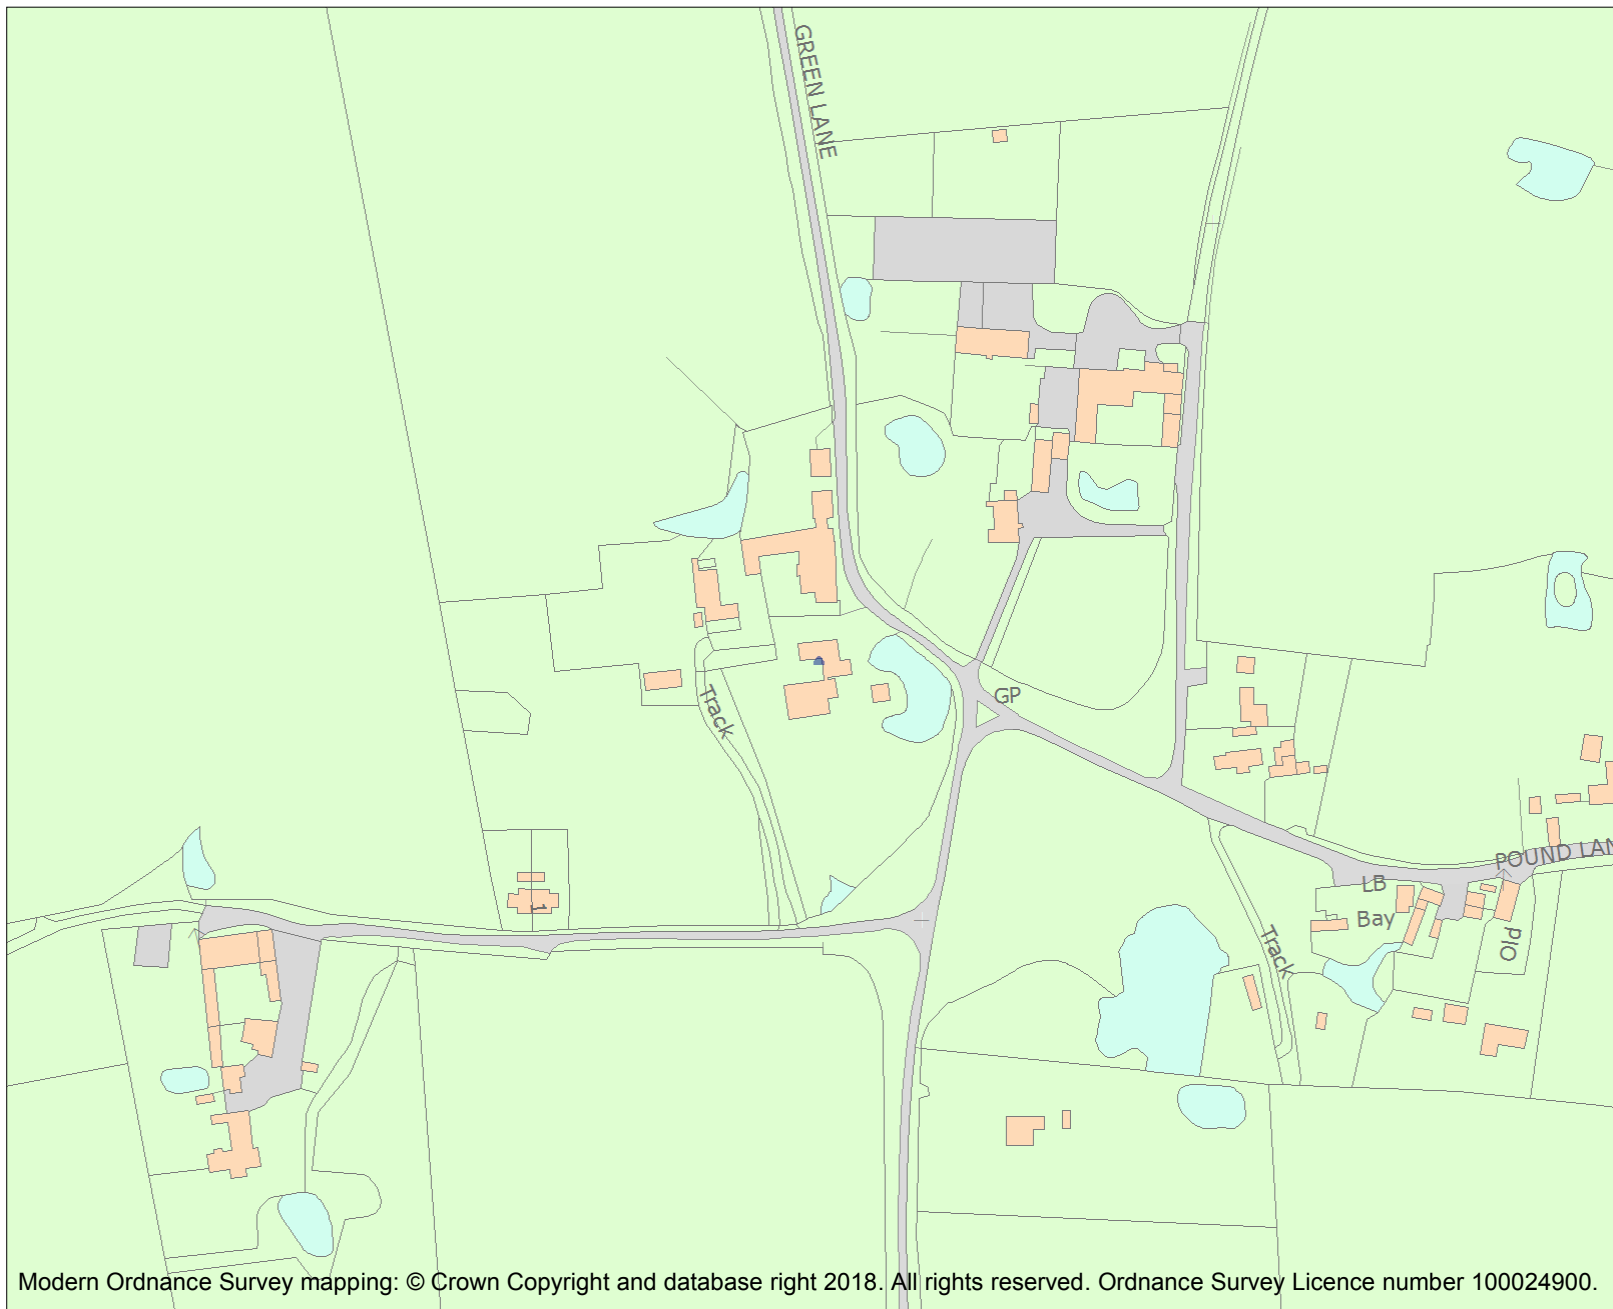 GREEN LANE
GP
Track
POUND LAN
LB
Bay
1
Track
Old
Modern Ordnance Survey mapping: © Crown Copyright and database right 2018. All rights reserved. Ordnance Survey Licence number 100024900.